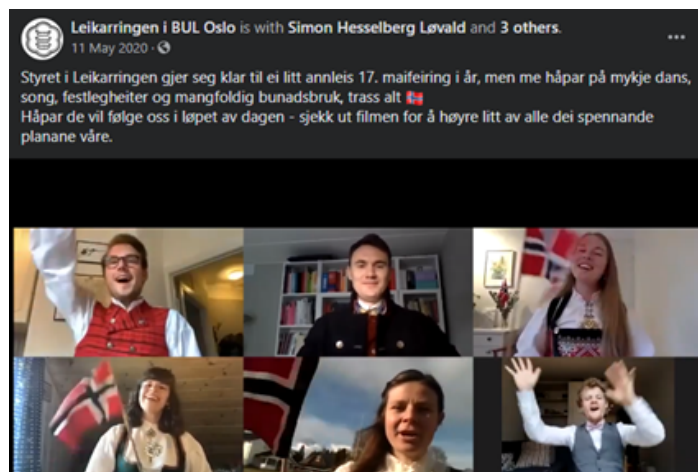 Leikarringen i BUL Oslo is with Simon Hesselberg Løvald and 3 others.
11 May 2020 ·
Styret i Leikarringen gjer seg klar til ei litt annleis 17. maifeiring i år, men me håpar på mykje dans,
song, festlegheiter og mangfoldig bunadsbruk, trass alt 🇳🇴
Håpar de vil følge oss i løpet av dagen - sjekk ut filmen for å høyre litt av alle dei spennande
planane våre.